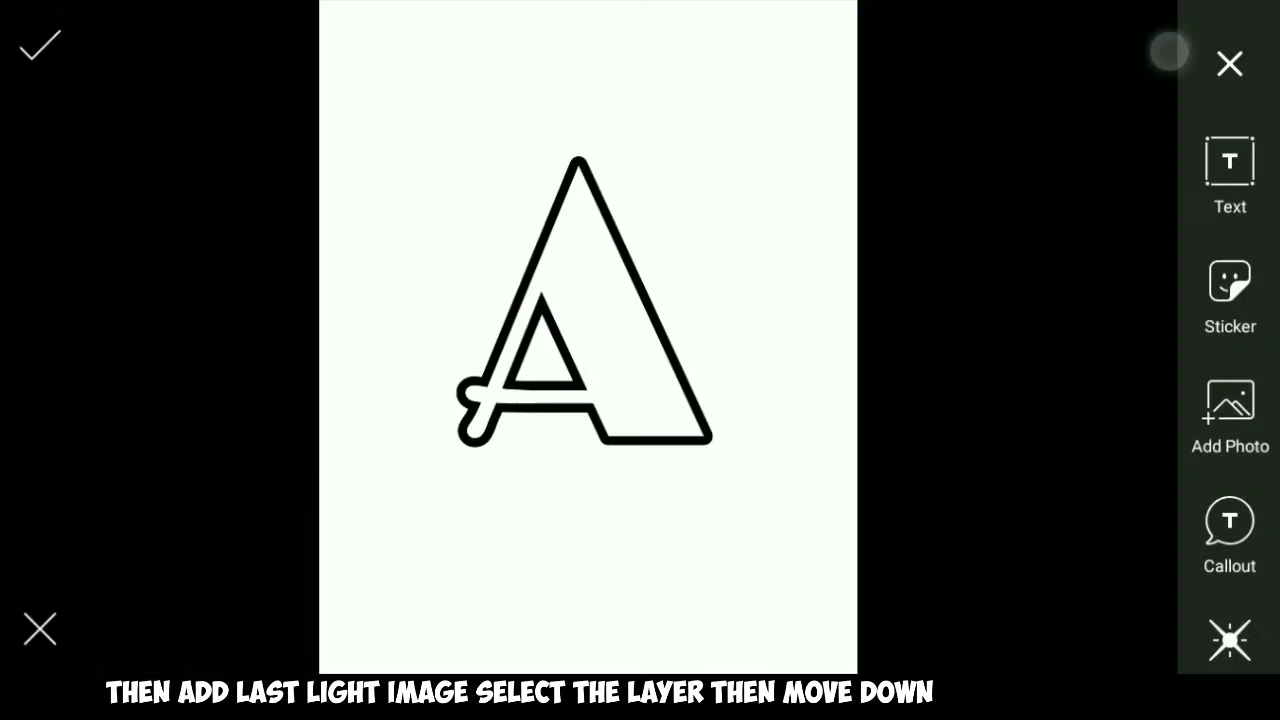 A
T
Text
Sticker
Add Photo
T
Callout
THEN ADD LAST LIGHT IMAGE SELECT THE LAYER THEN MOVE DOWN